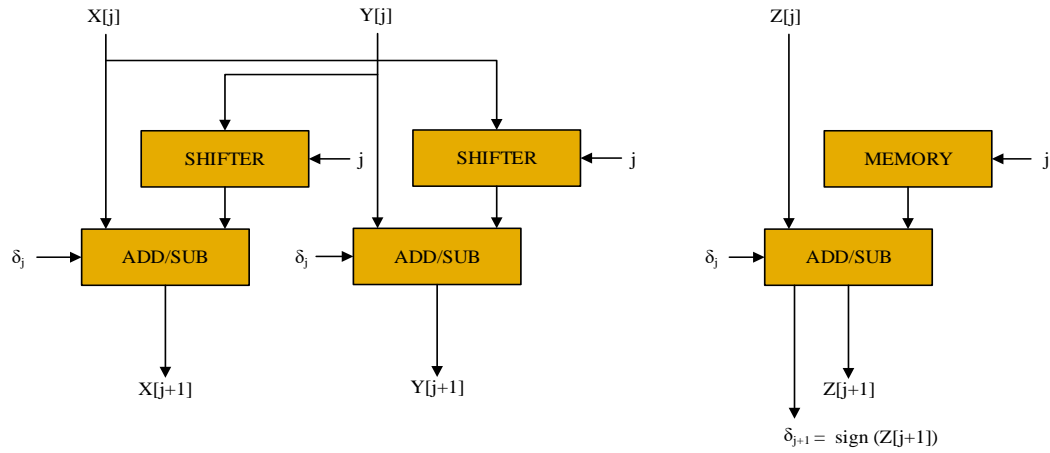 X[j]
Y[j]
Z[j]
SHIFTER
j
SHIFTER
j
MEMORY
j
δj
ADD/SUB
δj
ADD/SUB
δj
ADD/SUB
X[j+1]
Y[j+1]
Z[j+1]
δj+1 = sign (Z[j+1])